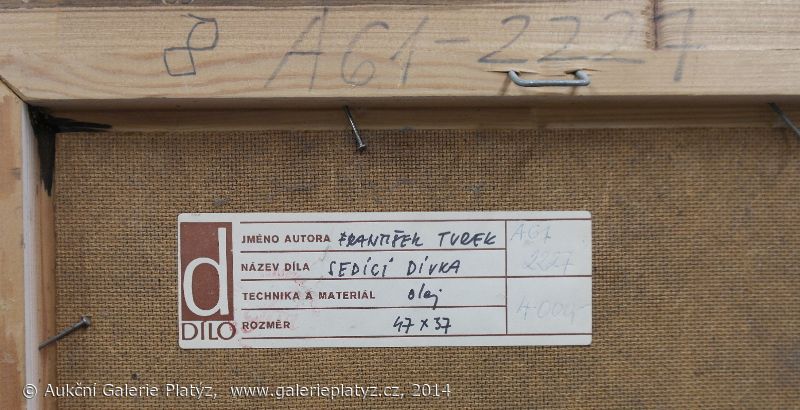 8 A61-2227
d DÍLO
JMÉNO AUTORA FRANTIŠEK TUREK A61
NÁZEV DÍLA SEDÍCÍ DÍVKA 2227
TECHNIKA A MATERIÁL olej 4 000,-
ROZMĚR 47 x 37
© Aukční Galerie Platýz, www.galerieplatyz.cz, 2014